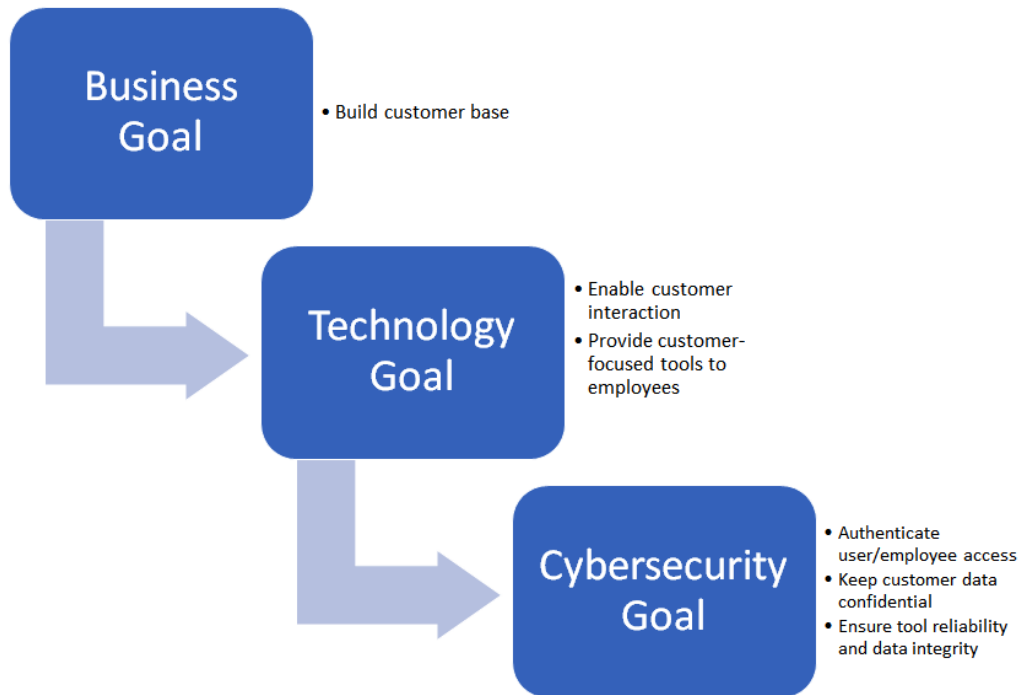 Business
Goal
• Build customer base
Technology
Goal
• Enable customer
interaction
• Provide customer-
focused tools to
employees
Cybersecurity
Goal
• Authenticate
user/employee access
• Keep customer data
confidential
• Ensure tool reliability
and data integrity